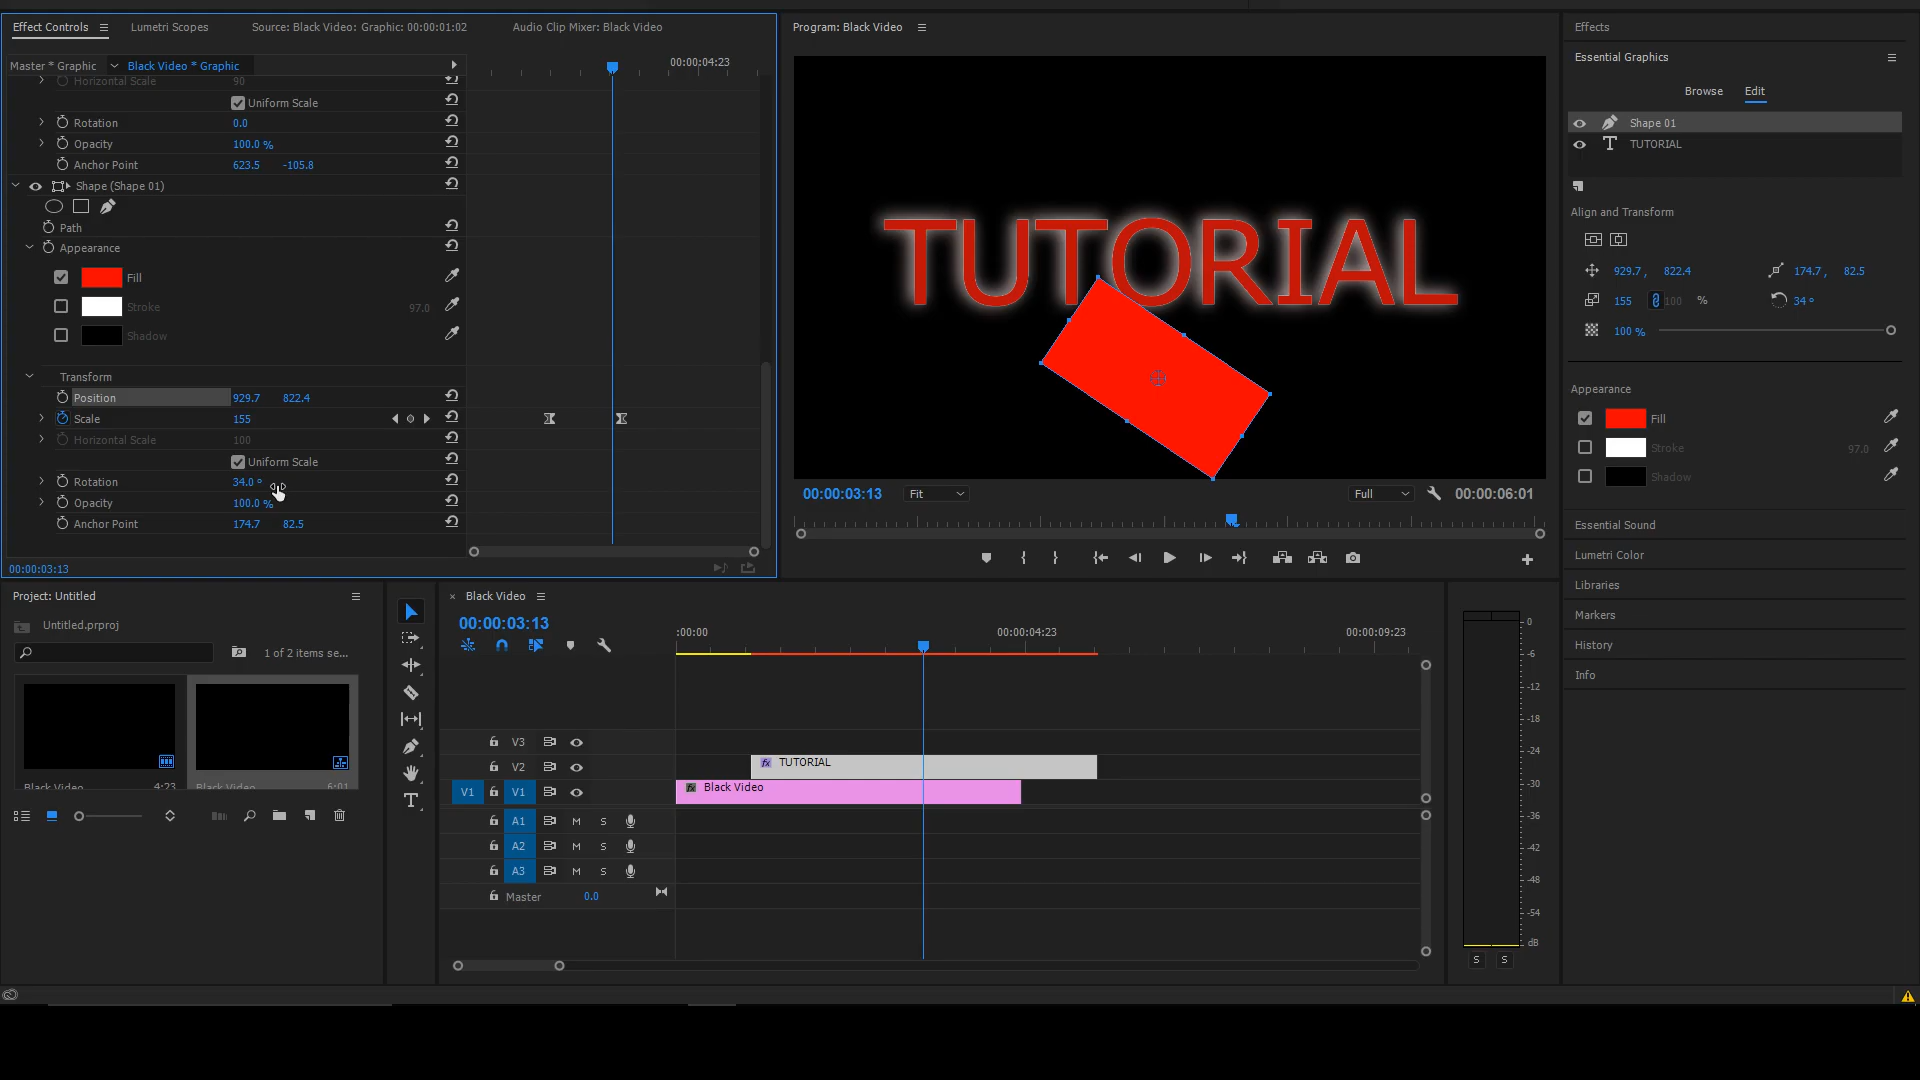 Effect Controls
Lumetri Scopes
Source: Black Video: Graphic: 00:00:01:02
Audio Clip Mixer: Black Video
Master * Graphic
Black Video * Graphic
00:00:04:23
Horizontal Scale 90
Uniform Scale
Rotation 0.0
Opacity 100.0 %
Anchor Point 623.5 -105.8
Shape (Shape 01)
Path
Appearance
Fill
Stroke 97.0
Shadow
Transform
Position 929.7 822.4
Scale 155
Horizontal Scale 100
Uniform Scale
Rotation 34.0 °
Opacity 100.0 %
Anchor Point 174.7 82.5
00:00:03:13
Program: Black Video
TUTORIAL
00:00:03:13
Fit
Full
00:00:06:01
Effects
Essential Graphics
Browse
Edit
Shape 01
T TUTORIAL
Align and Transform
929.7 , 822.4
174.7 , 82.5
155 100 %
34 °
100 %
Appearance
Fill
Stroke 97.0
Shadow
Essential Sound
Lumetri Color
Libraries
Markers
History
Info
Project: Untitled
Untitled.prproj
1 of 2 items se...
Black Video 4:23
Black Video 6:01
× Black Video
00:00:03:13
:00:00
00:00:04:23
00:00:09:23
V3
V2
fx TUTORIAL
V1 V1
fx Black Video
A1 M S
A2 M S
A3 M S
Master 0.0
0
-6
-12
-18
-24
-30
-36
-42
-48
-54
dB
S S